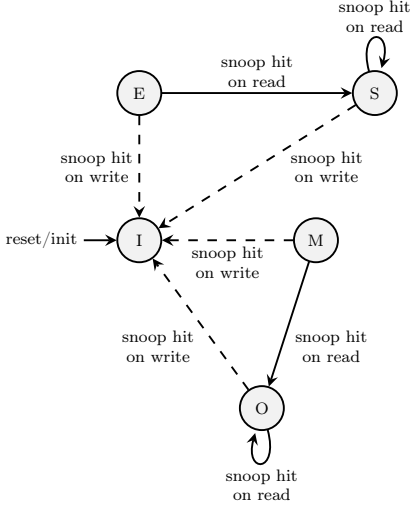 snoop hit
on read
snoop hit
on read
E
S
snoop hit
on write
snoop hit
on write
reset/init
I
M
snoop hit
on write
snoop hit
on write
snoop hit
on read
O
snoop hit
on read